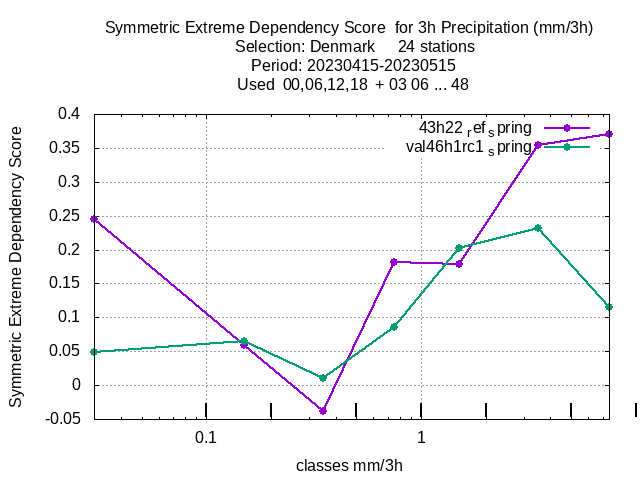 Symmetric Extreme Dependency Score  for 3h Precipitation (mm/3h)
Selection: Denmark     24 stations
Period: 20230415-20230515
Used  00,06,12,18  + 03 06 ... 48
Symmetric Extreme Dependency Score
0.4
0.35
0.3
0.25
0.2
0.15
0.1
0.05
0
-0.05
43h22 ref spring
val46h1rc1 spring
0.1
1
classes mm/3h